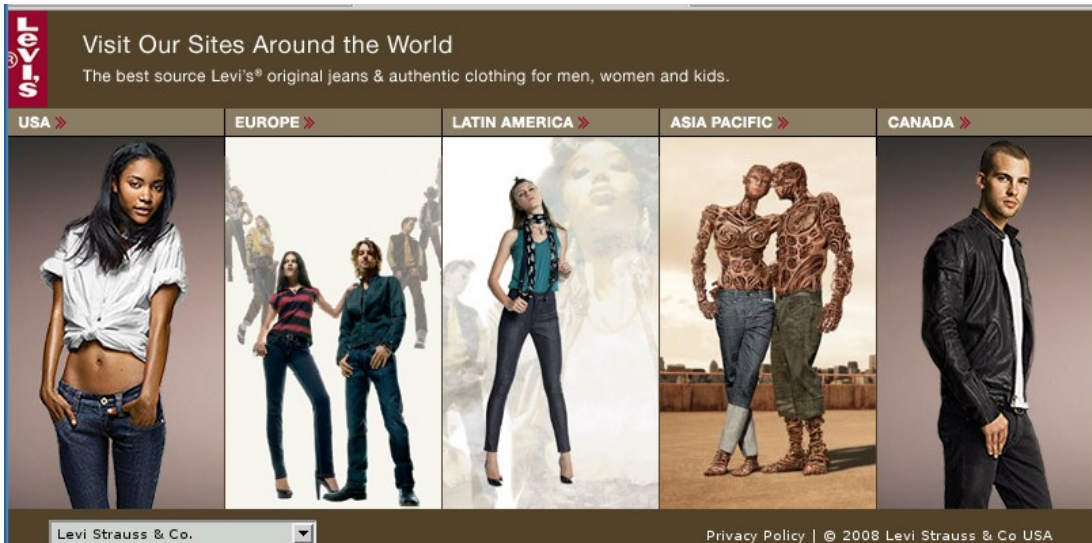 Levi's
®
Visit Our Sites Around the World
The best source Levi's® original jeans & authentic clothing for men, women and kids.
USA »
EUROPE »
LATIN AMERICA »
ASIA PACIFIC »
CANADA »
Levi Strauss & Co.
Privacy Policy | © 2008 Levi Strauss & Co USA